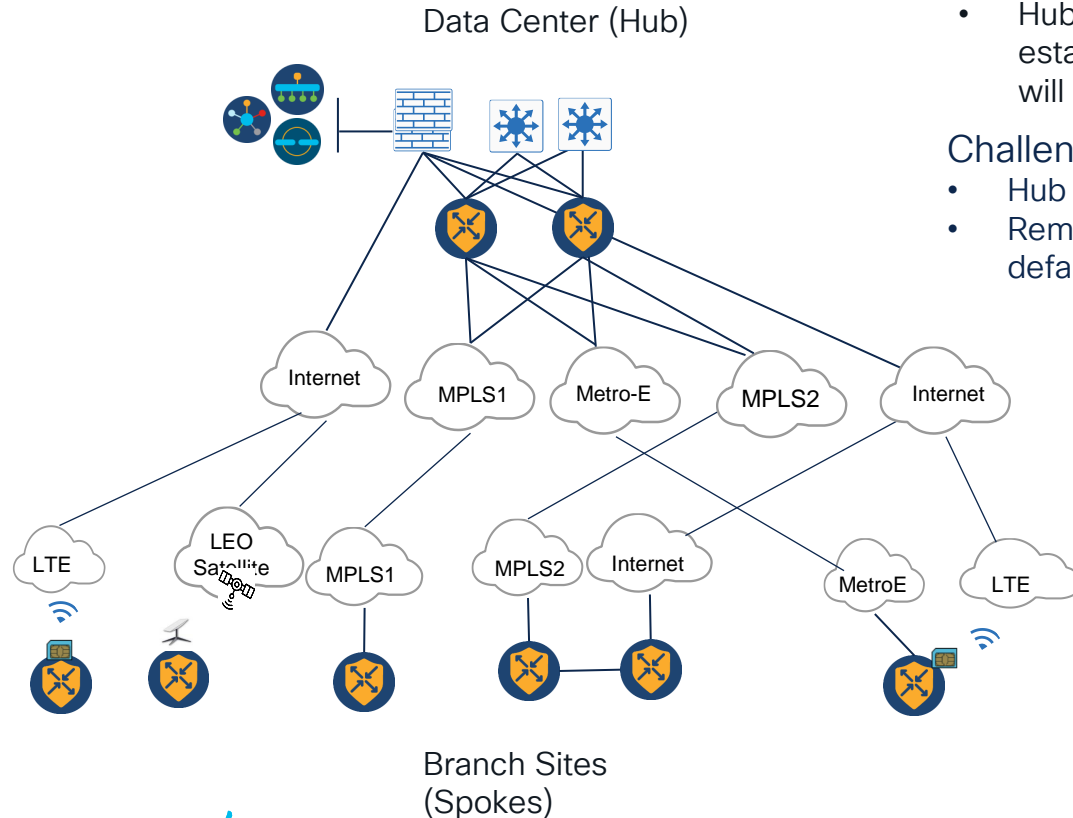 Data Center (Hub)
• Hub
esta
will
Challen
• Hub
• Rem
defa
Internet
MPLS1
Metro-E
MPLS2
Internet
LTE
LEO
Satellite
MPLS1
MPLS2
Internet
MetroE
LTE
Branch Sites
(Spokes)